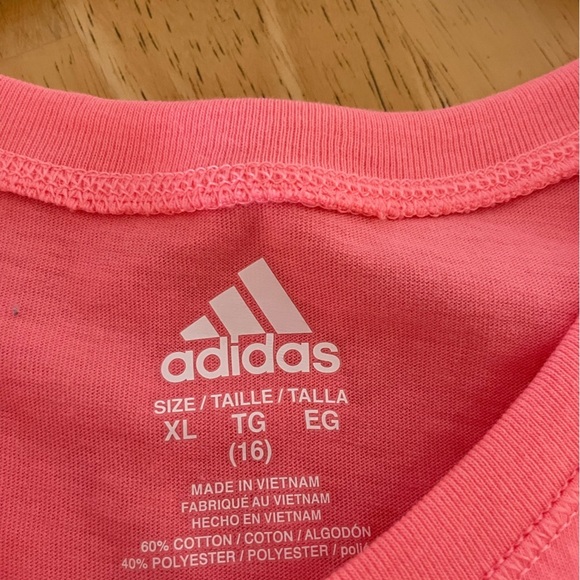 adidas
SIZE / TAILLE / TALLA
XL TG EG
(16)
MADE IN VIETNAM
FABRIQUÉ AU VIETNAM
HECHO EN VIETNAM
60% COTTON / COTON / ALGODÓN
40% POLYESTER / POLYESTER /